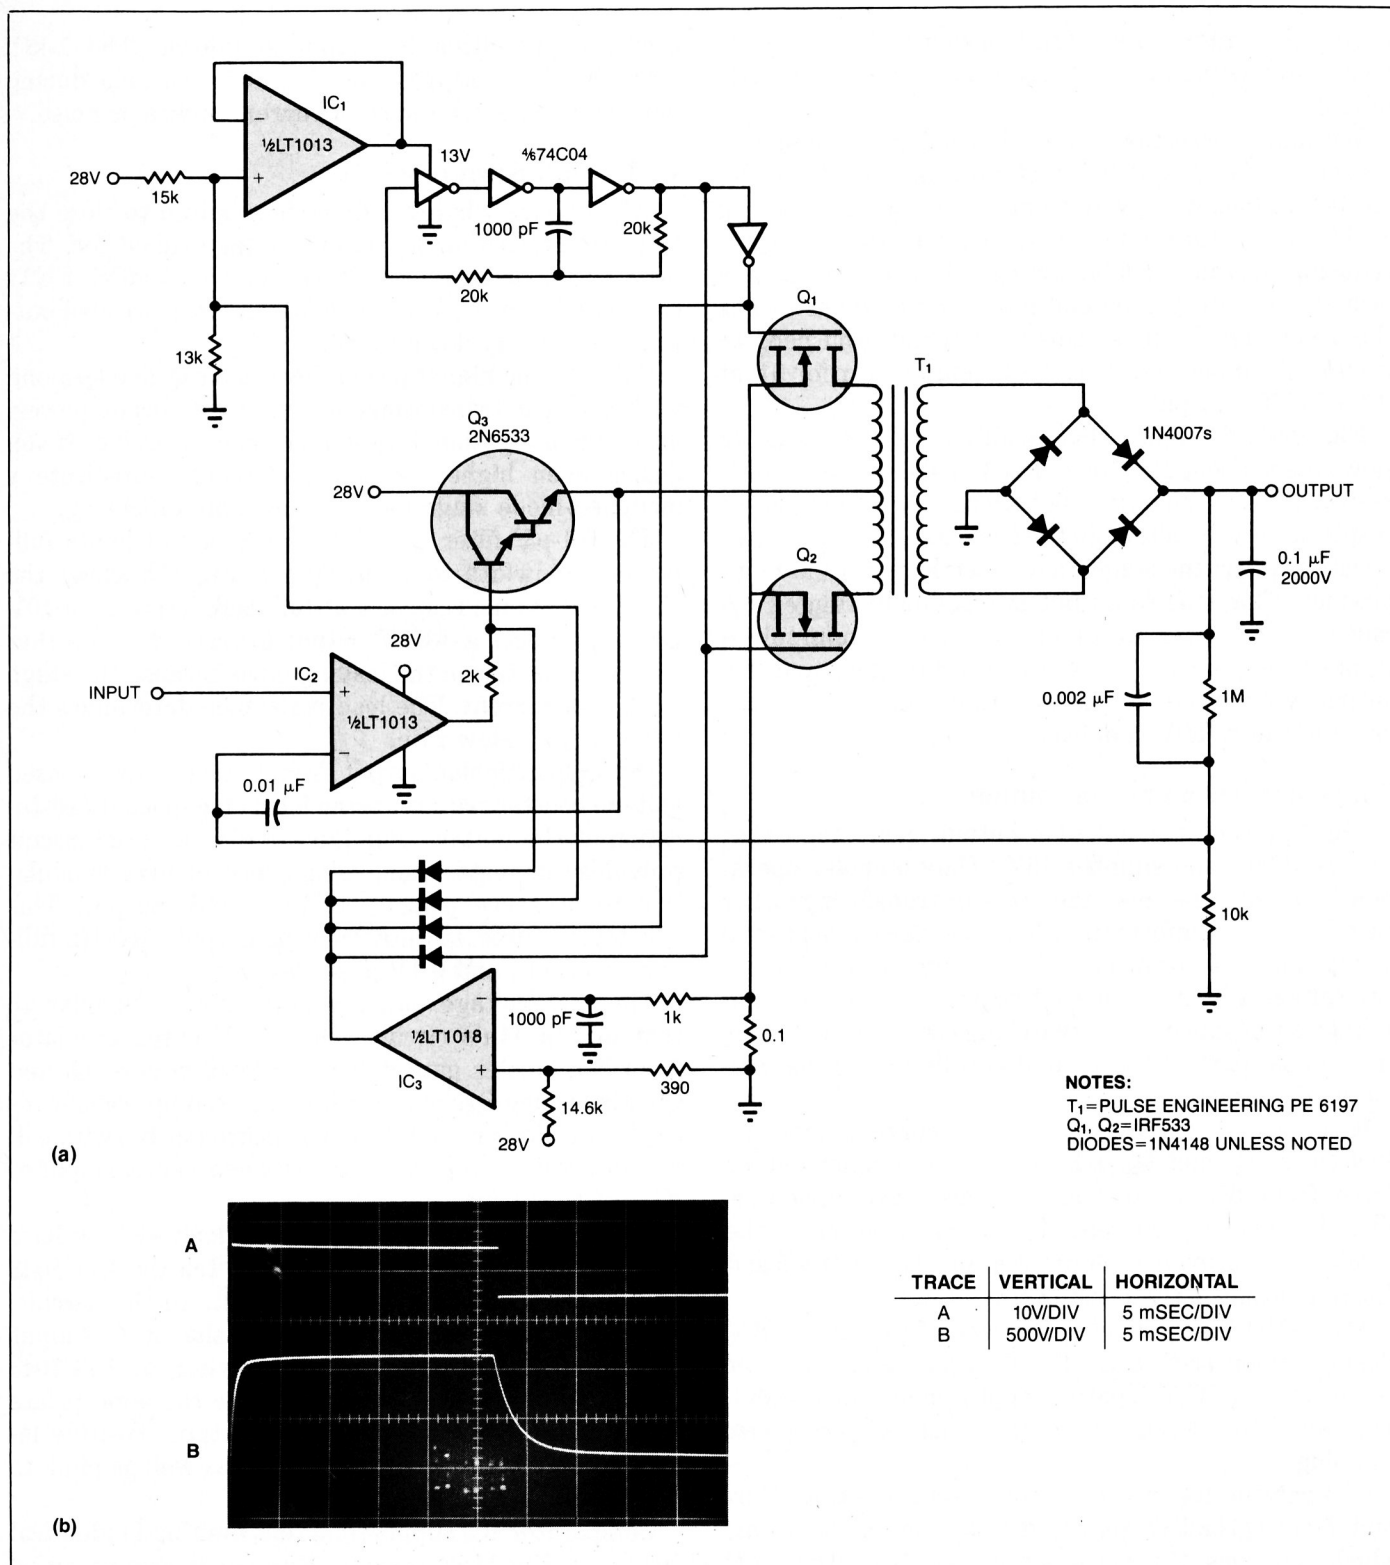 IC₁
½LT1013
−
+
28V
15k
13k
13V
4/6 74C04
1000 pF
20k
20k
Q₁
T₁
Q₃
2N6533
28V
1N4007s
OUTPUT
0.1 µF
2000V
Q₂
28V
IC₂
INPUT
+
½LT1013
−
2k
0.01 µF
0.002 µF
1M
10k
−
½LT1018
+
IC₃
1000 pF
1k
0.1
390
14.6k
28V
NOTES:
T₁=PULSE ENGINEERING PE 6197
Q₁, Q₂=IRF533
DIODES=1N4148 UNLESS NOTED
(a)
A
B
TRACE VERTICAL HORIZONTAL
A 10V/DIV 5 mSEC/DIV
B 500V/DIV 5 mSEC/DIV
(b)